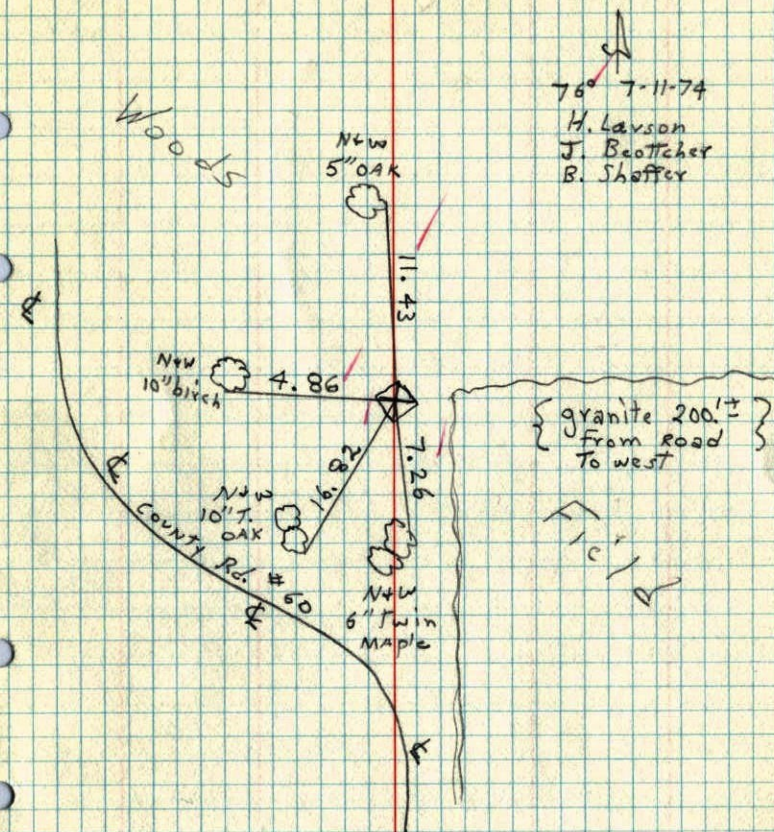 76° 7-11-74
H. Larson
J. Beottcher
B. Shaffer
Woods
N+W
5" OAK
11.43
N+W
10" birch
4.86
{granite 200.'±
from Road
To west}
7.26
16.82
N+W
10" T.
OAK
Field
County Rd. #60
N+W
6" Twin
MAple